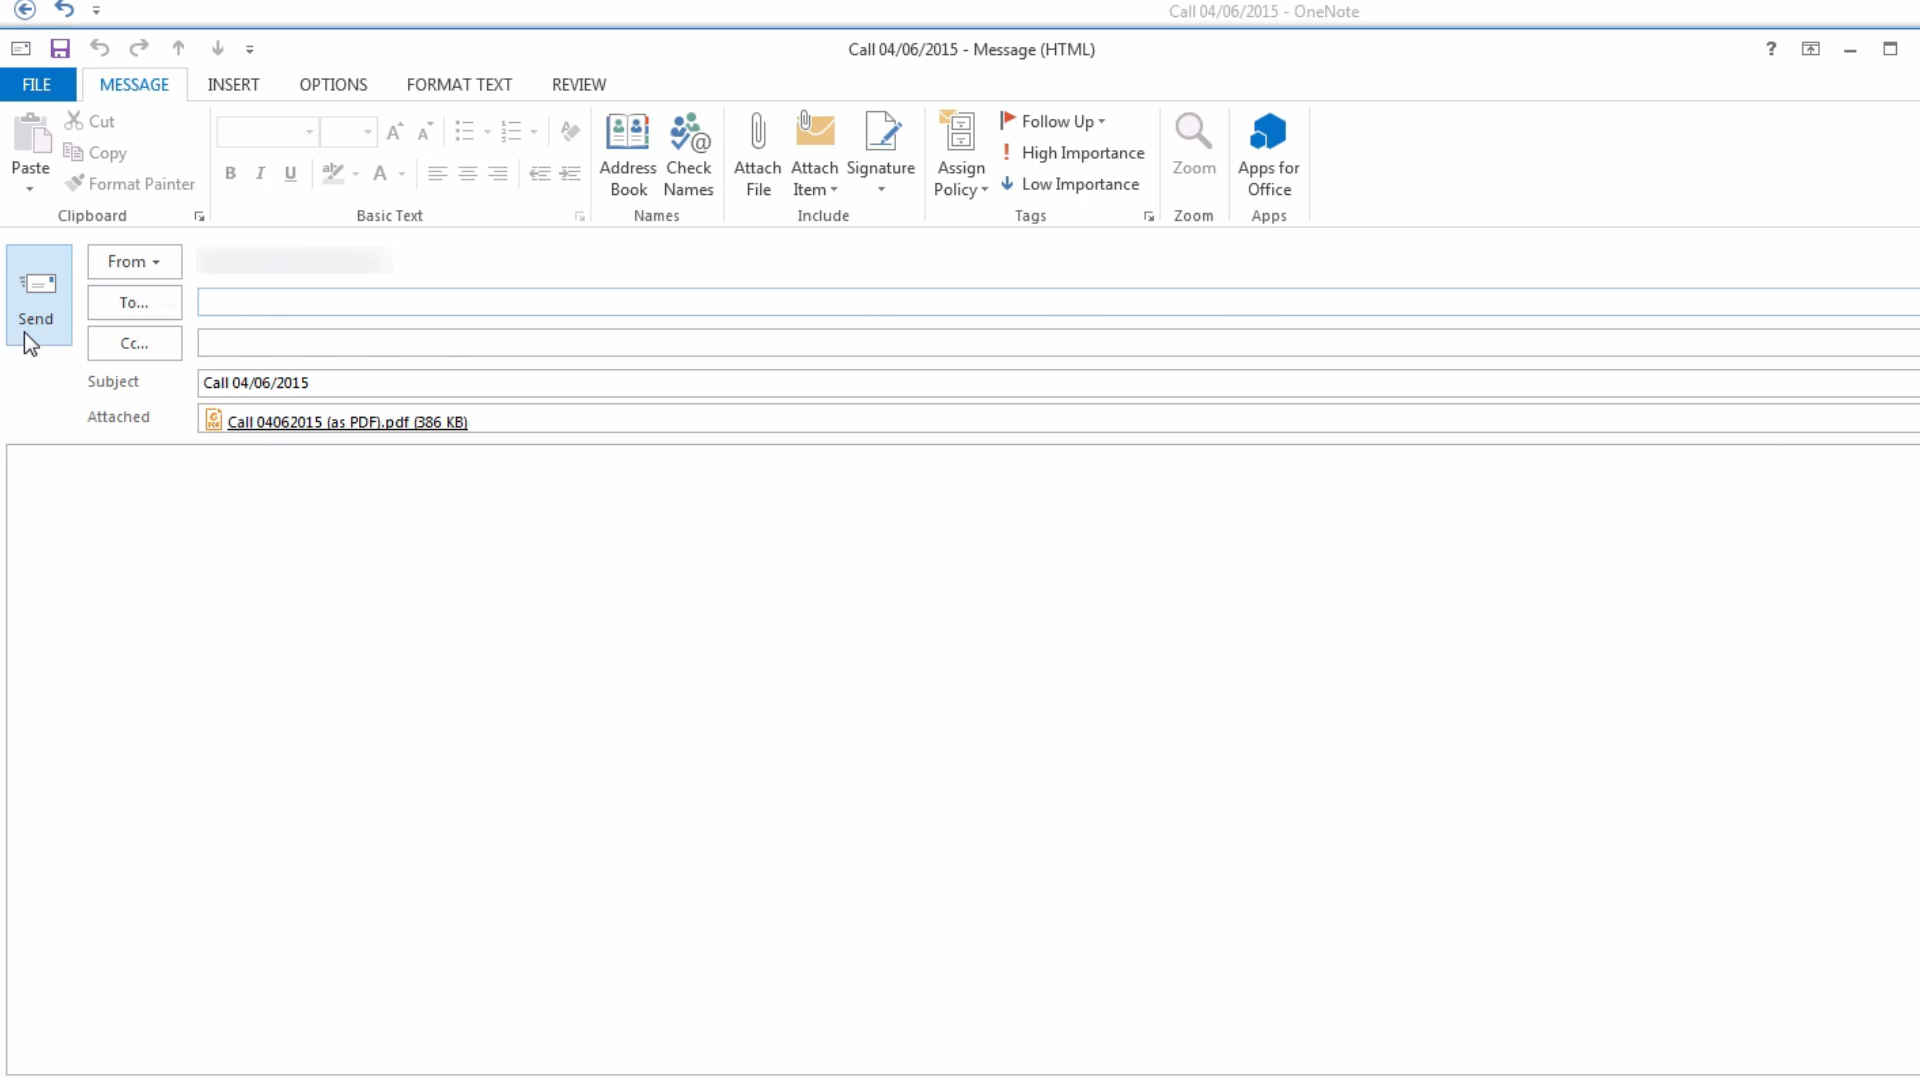 Call 04/06/2015 - OneNote
Call 04/06/2015 - Message (HTML)
?
FILE MESSAGE INSERT OPTIONS FORMAT TEXT REVIEW
Paste
Cut
Copy
Format Painter
Clipboard
B I U A
Basic Text
Address Book
Check Names
Names
Attach File
Attach Item
Signature
Include
Assign Policy
Follow Up
High Importance
Low Importance
Tags
Zoom
Zoom
Apps for Office
Apps
Send
From
To...
Cc...
Subject
Call 04/06/2015
Attached
Call 04062015 (as PDF).pdf (386 KB)